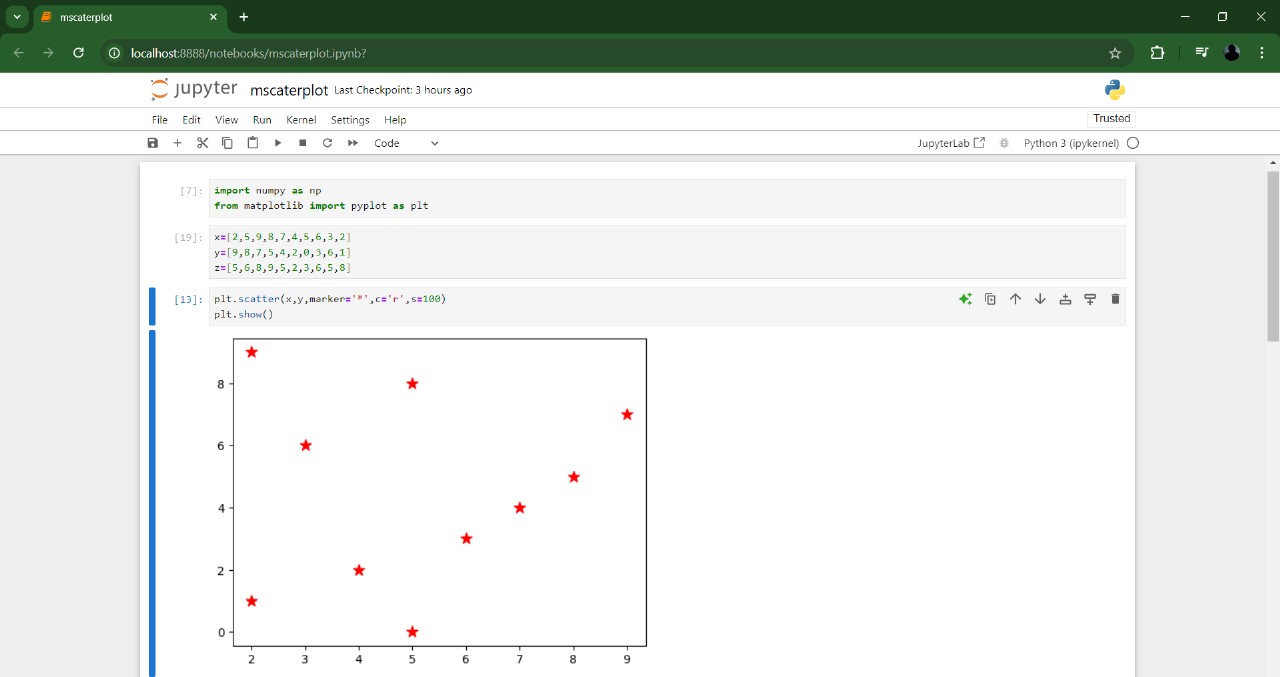 mscaterplot
localhost:8888/notebooks/mscaterplot.ipynb?
jupyter mscaterplot Last Checkpoint: 3 hours ago
File Edit View Run Kernel Settings Help
Trusted
Code
JupyterLab
Python 3 (ipykernel)
[7]:
import numpy as np
from matplotlib import pyplot as plt
[19]:
x=[2,5,9,8,7,4,5,6,3,2]
y=[9,8,7,5,4,2,0,3,6,1]
z=[5,6,8,9,5,2,3,6,5,8]
[13]:
plt.scatter(x,y,marker='*',c='r',s=100)
plt.show()
8
6
4
2
0
2 3 4 5 6 7 8 9